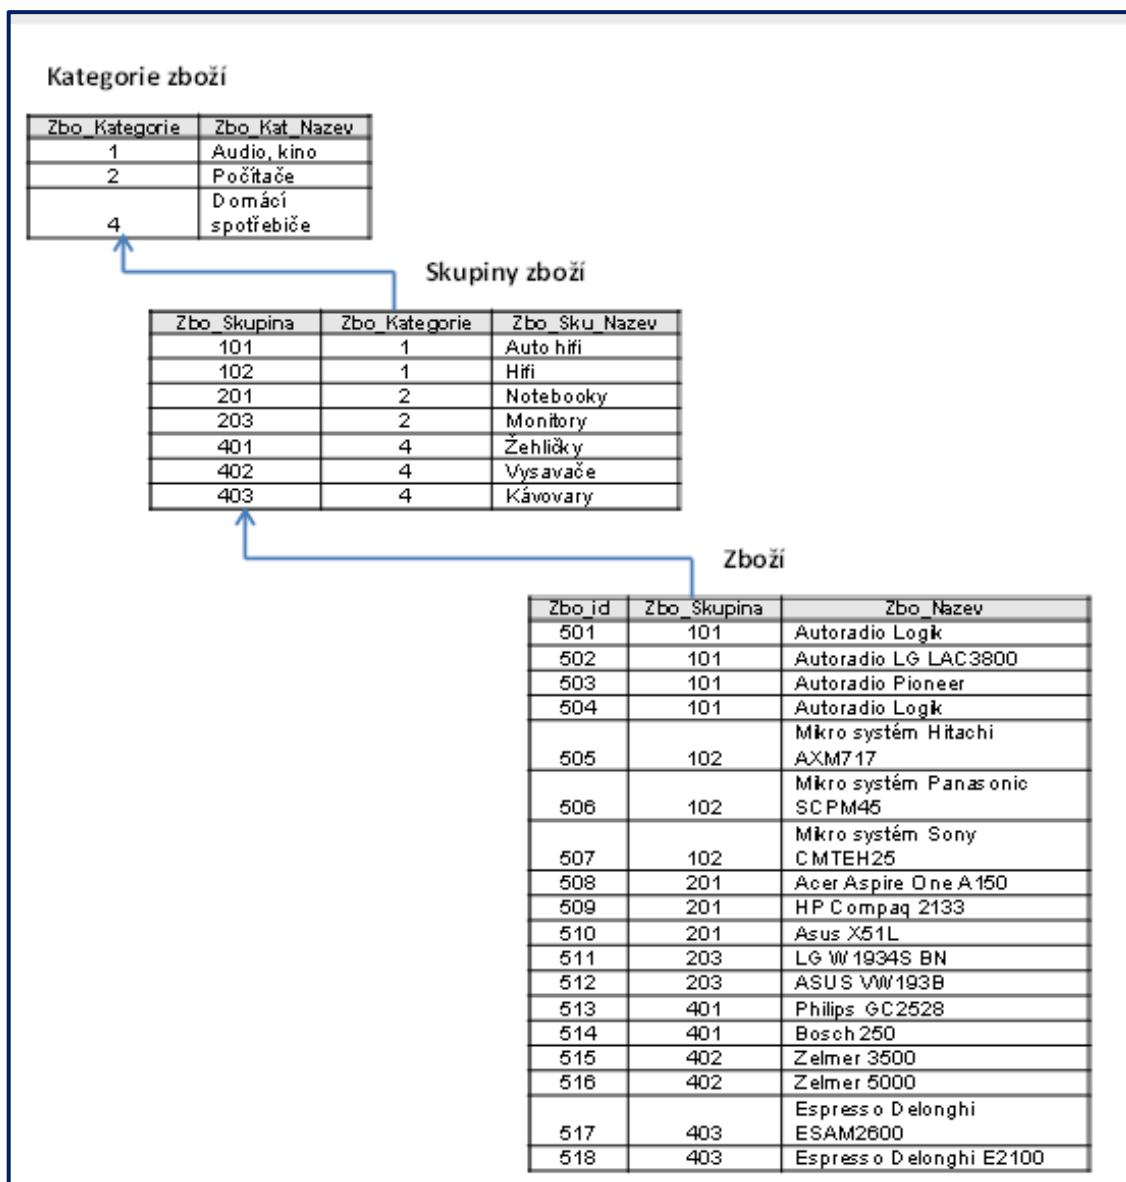 Kategorie zboží
Zbo_Kategorie Zbo_Kat_Nazev
1 Audio, kino
2 Počítače
Domácí
4 spotřebiče
Skupiny zboží
Zbo_Skupina Zbo_Kategorie Zbo_Sku_Nazev
101 1 Auto hifi
102 1 Hifi
201 2 Notebooky
203 2 Monitory
401 4 Žehličky
402 4 Vysavače
403 4 Kávovary
Zboží
Zbo_id Zbo_Skupina Zbo_Nazev
501 101 Autoradio Logik
502 101 Autoradio LG LAC3800
503 101 Autoradio Pioneer
504 101 Autoradio Logik
Mikro systém Hitachi
505 102 AXM717
Mikro systém Panasonic
506 102 SCPM45
Mikro systém Sony
507 102 CMTEH25
508 201 Acer Aspire One A150
509 201 HP Compaq 2133
510 201 Asus X51L
511 203 LG W1934S BN
512 203 ASUS VW193B
513 401 Philips GC2528
514 401 Bosch 250
515 402 Zelmer 3500
516 402 Zelmer 5000
Espresso Delonghi
517 403 ESAM2600
518 403 Espresso Delonghi E2100